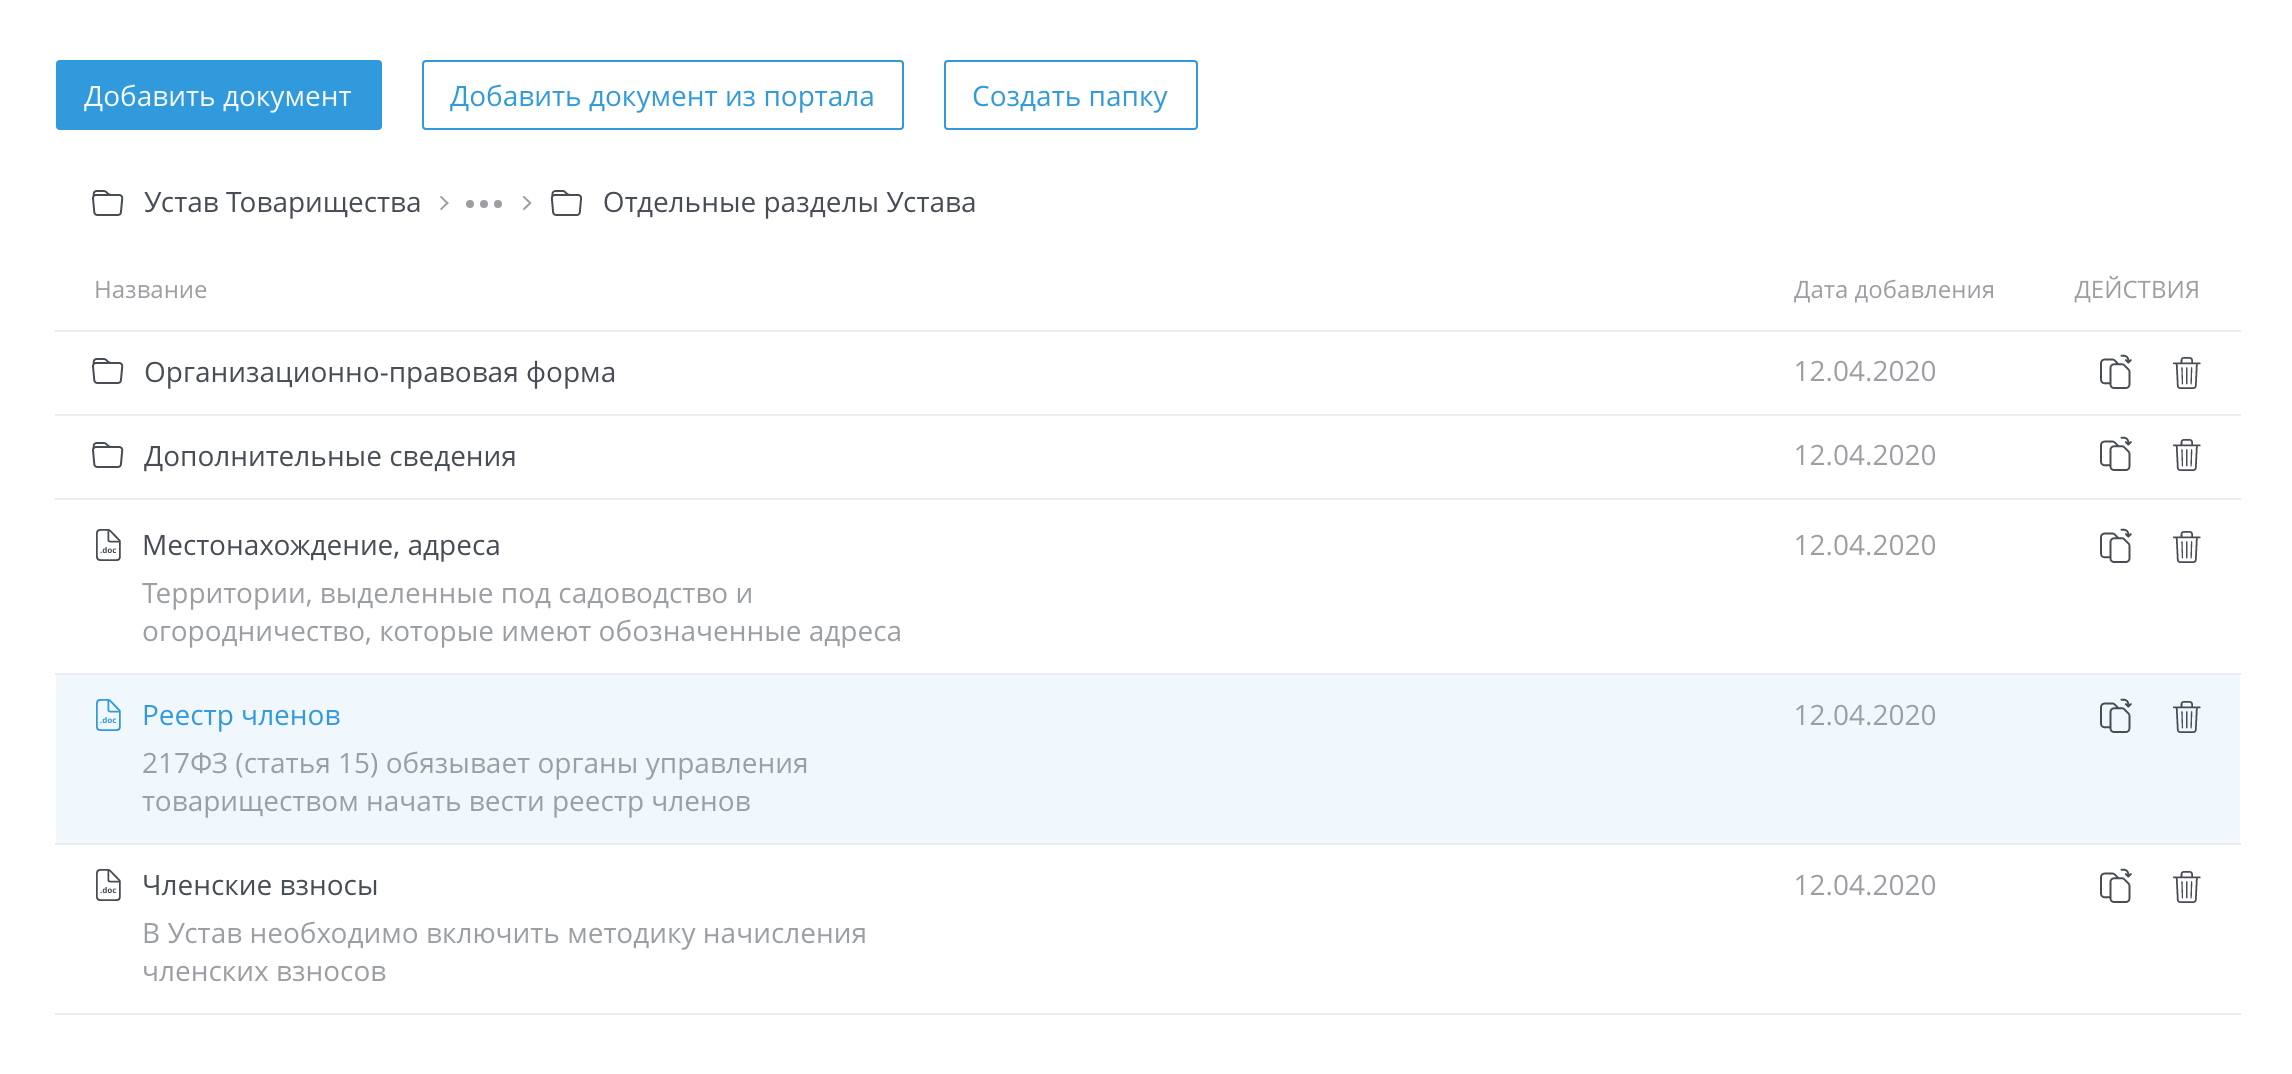 Добавить документ
Добавить документ из портала
Создать папку
Устав Товарищества > ••• > Отдельные разделы Устава
Название
Дата добавления
ДЕЙСТВИЯ
Организационно-правовая форма
12.04.2020
Дополнительные сведения
12.04.2020
.doc
Местонахождение, адреса
12.04.2020
Территории, выделенные под садоводство и
огородничество, которые имеют обозначенные адреса
.doc
Реестр членов
12.04.2020
217ФЗ (статья 15) обязывает органы управления
товариществом начать вести реестр членов
.doc
Членские взносы
12.04.2020
В Устав необходимо включить методику начисления
членских взносов